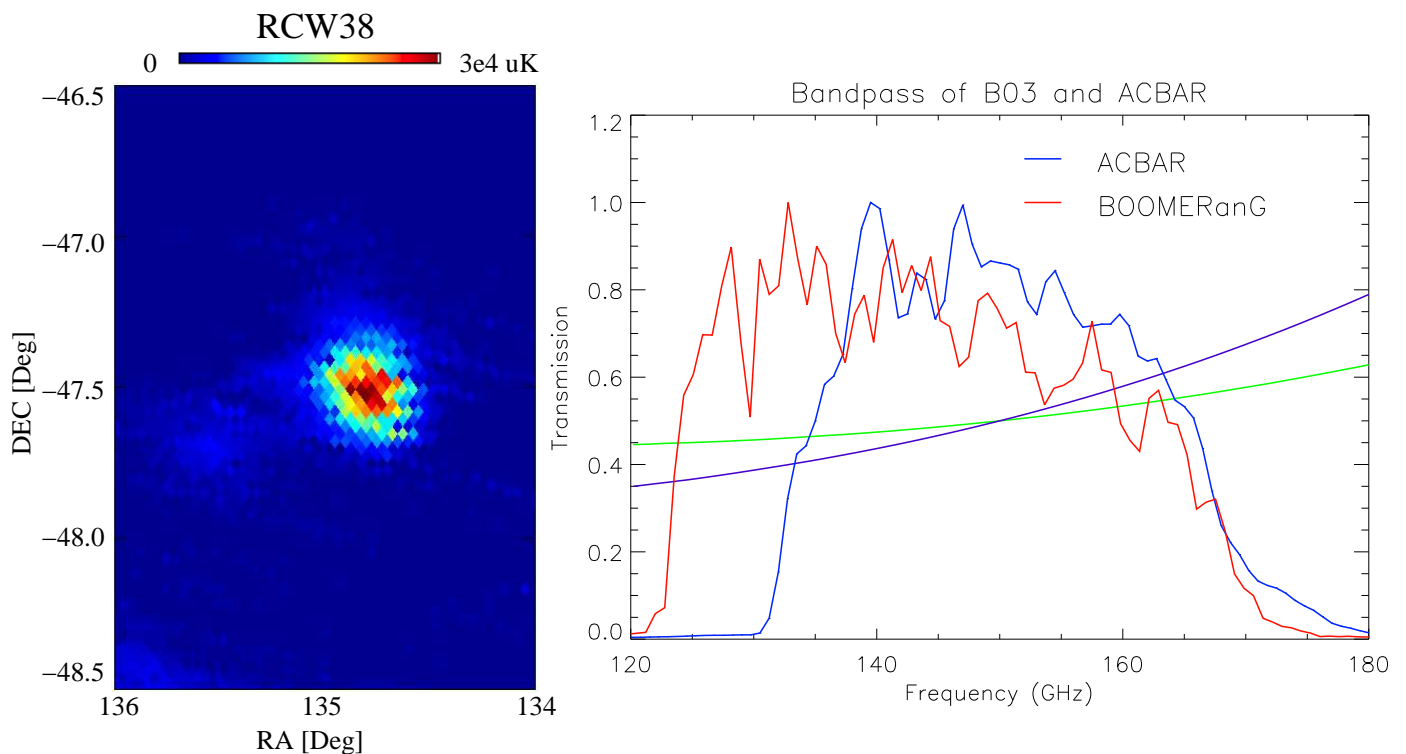 RCW38
0 3e4 uK
−46.5
−47.0
−47.5
−48.0
−48.5
DEC [Deg]
136 135 134
RA [Deg]
Bandpass of B03 and ACBAR
1.2
1.0
0.8
0.6
0.4
0.2
0.0
Transmission
ACBAR
BOOMERanG
120 140 160 180
Frequency (GHz)